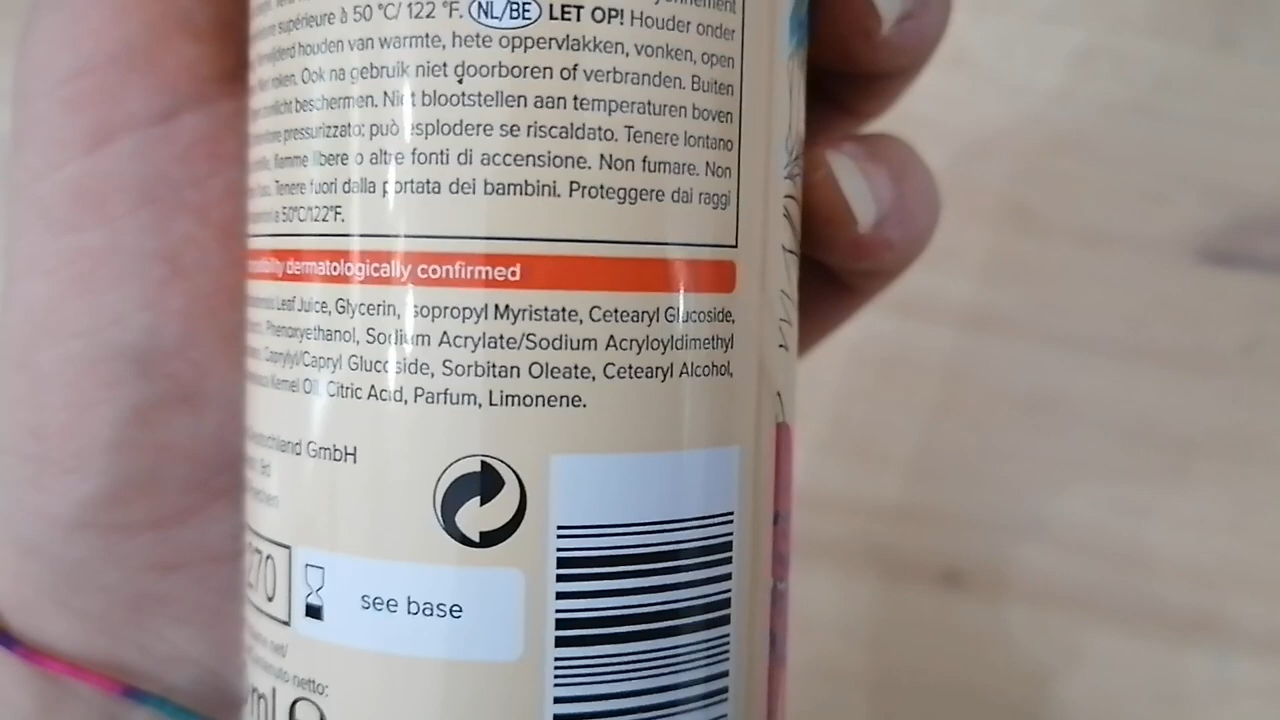 supérieure à 50 °C/ 122 °F. NL/BE LET OP! Houder onder
houden van warmte, hete oppervlakken, vonken, open
roken. Ook na gebruik niet doorboren of verbranden. Buiten
beschermen. Niet blootstellen aan temperaturen boven
pressurizzato: può esplodere se riscaldato. Tenere lontano
fiamme libere o altre fonti di accensione. Non fumare. Non
Tenere fuori dalla portata dei bambini. Proteggere dai raggi
a 50°C/122°F.
dermatologically confirmed
Leaf Juice, Glycerin, Isopropyl Myristate, Cetearyl Glucoside,
Phenoxyethanol, Sodium Acrylate/Sodium Acryloyldimethyl
Caprylyl/Capryl Glucoside, Sorbitan Oleate, Cetearyl Alcohol,
Kernel Oil, Citric Acid, Parfum, Limonene.
GmbH
see base
netto:
ml